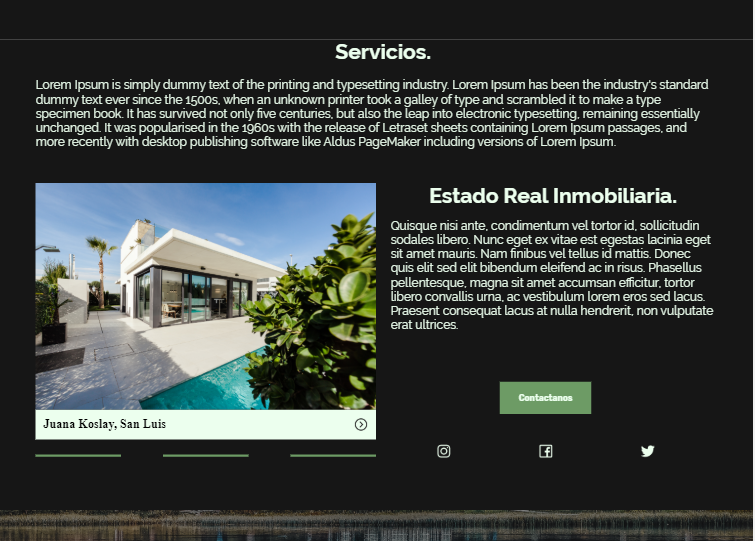 Servicios.
Lorem Ipsum is simply dummy text of the printing and typesetting industry. Lorem Ipsum has been the industry's standard
dummy text ever since the 1500s, when an unknown printer took a galley of type and scrambled it to make a type
specimen book. It has survived not only five centuries, but also the leap into electronic typesetting, remaining essentially
unchanged. It was popularised in the 1960s with the release of Letraset sheets containing Lorem Ipsum passages, and
more recently with desktop publishing software like Aldus PageMaker including versions of Lorem Ipsum.
Juana Koslay, San Luis
Estado Real Inmobiliaria.
Quisque nisi ante, condimentum vel tortor id, sollicitudin
sodales libero. Nunc eget ex vitae est egestas lacinia eget
sit amet mauris. Nam finibus vel tellus id mattis. Donec
quis elit sed elit bibendum eleifend ac in risus. Phasellus
pellentesque, magna sit amet accumsan efficitur, tortor
libero convallis urna, ac vestibulum lorem eros sed lacus.
Praesent consequat lacus at nulla hendrerit, non vulputate
erat ultrices.
Contactanos